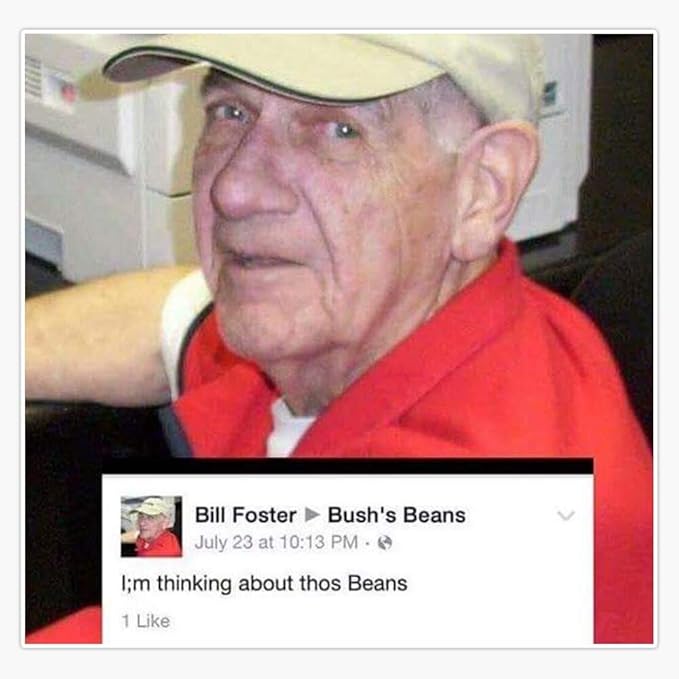 Bill Foster ▶ Bush's Beans
July 23 at 10:13 PM ·
I;m thinking about thos Beans
1 Like